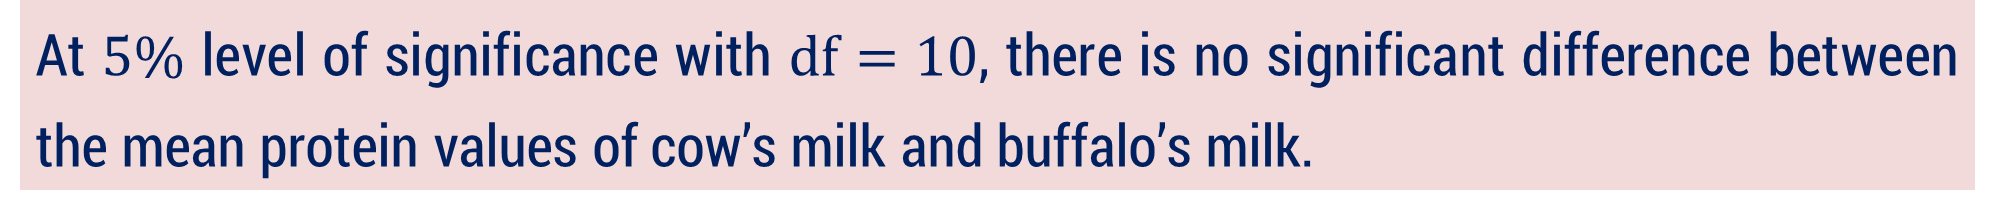 At 5% level of significance with df = 10, there is no significant difference between
the mean protein values of cow’s milk and buffalo’s milk.